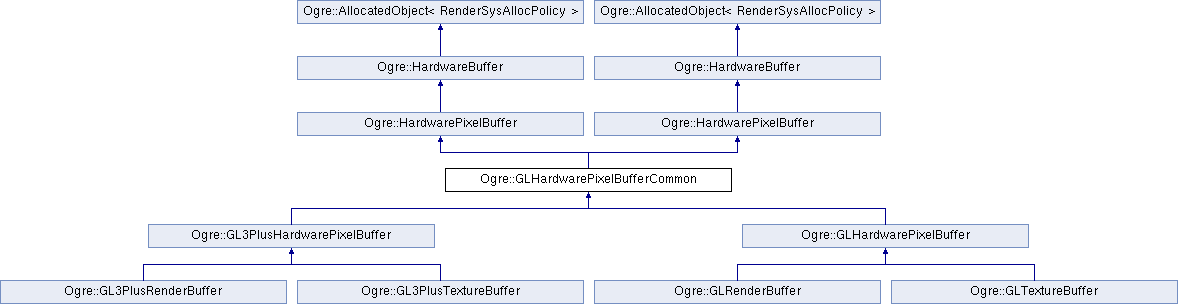 Ogre::AllocatedObject< RenderSysAllocPolicy >
Ogre::AllocatedObject< RenderSysAllocPolicy >
Ogre::HardwareBuffer
Ogre::HardwareBuffer
Ogre::HardwarePixelBuffer
Ogre::HardwarePixelBuffer
Ogre::GLHardwarePixelBufferCommon
Ogre::GL3PlusHardwarePixelBuffer
Ogre::GLHardwarePixelBuffer
Ogre::GL3PlusRenderBuffer
Ogre::GL3PlusTextureBuffer
Ogre::GLRenderBuffer
Ogre::GLTextureBuffer